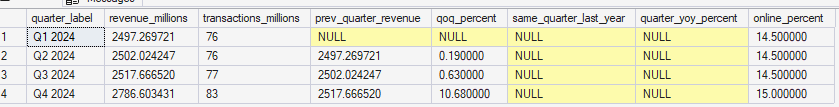 Messages
quarter_label revenue_millions transactions_millions prev_quarter_revenue qoq_percent same_quarter_last_year quarter_yoy_percent online_percent
1 Q1 2024 2497.269721 76 NULL NULL NULL NULL 14.500000
2 Q2 2024 2502.024247 76 2497.269721 0.190000 NULL NULL 14.500000
3 Q3 2024 2517.666520 77 2502.024247 0.630000 NULL NULL 14.500000
4 Q4 2024 2786.603431 83 2517.666520 10.680000 NULL NULL 15.000000